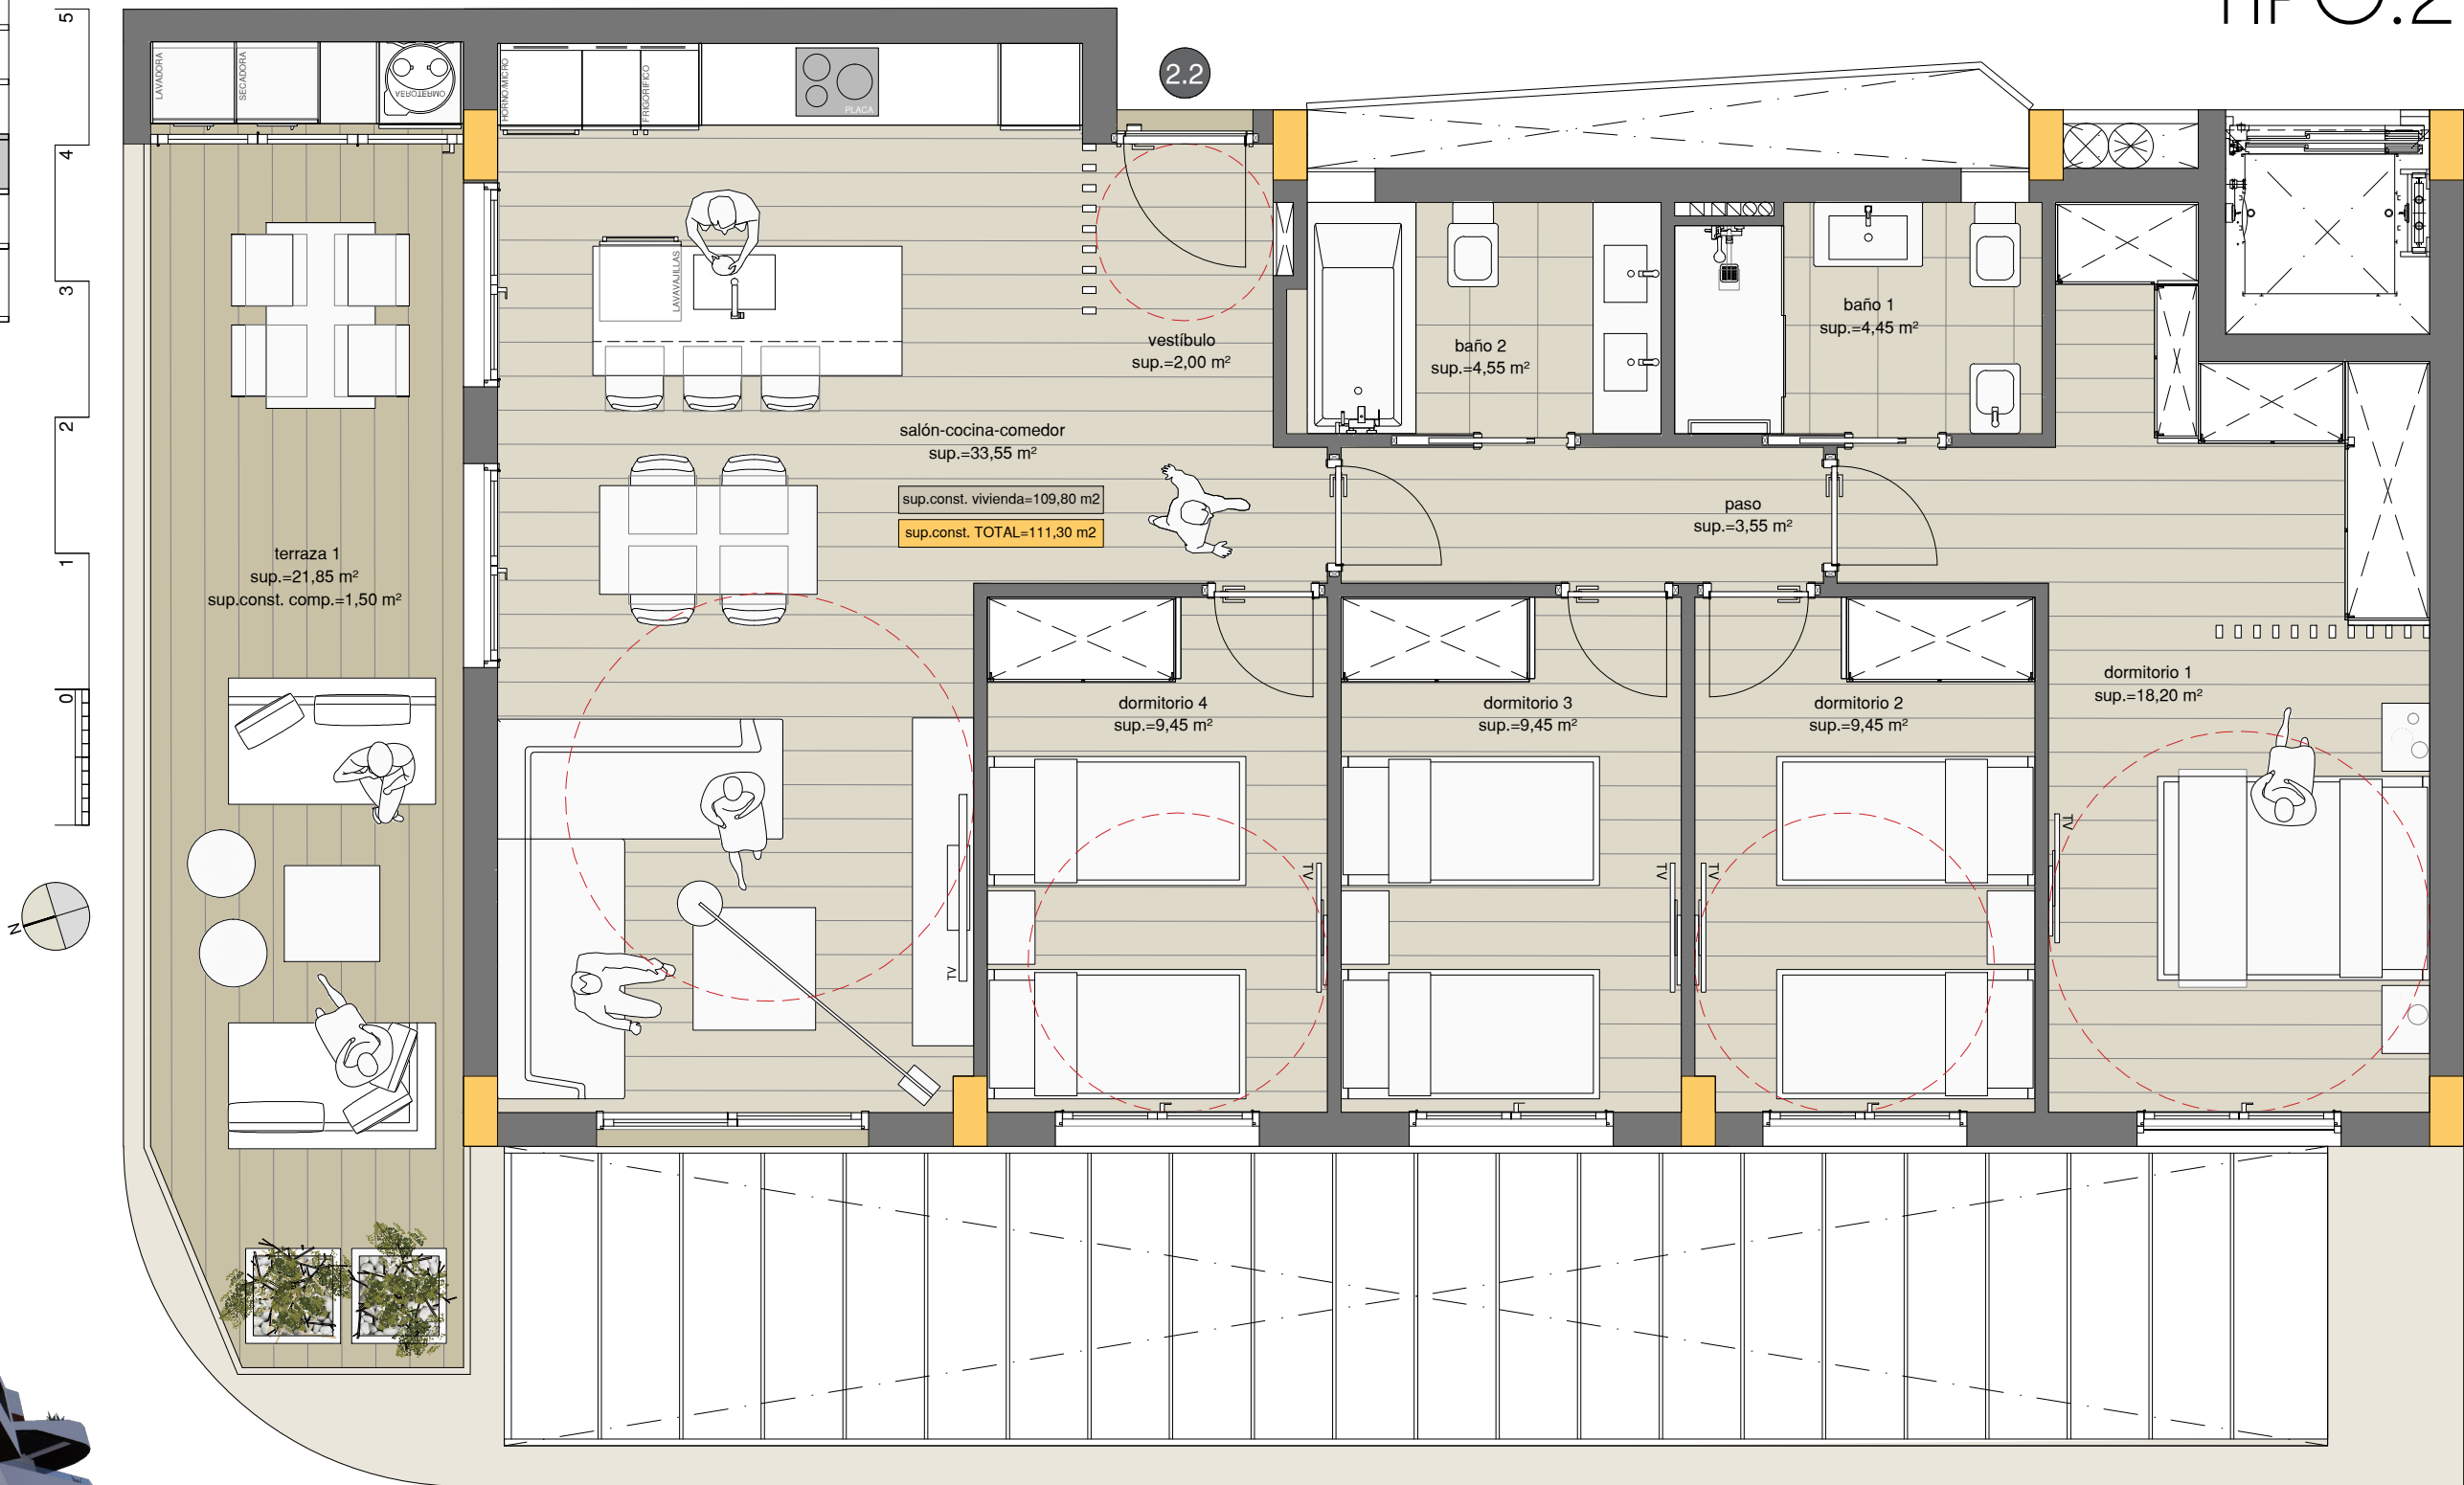 TIPO.2
5
4
3
2
1
0
N
LAVADORA
SECADORA
AEROTERMO
HORNO/MICRO
FRIGORIFICO
PLACA
2.2
LAVAVAJILLAS
vestíbulo
sup.=2,00 m²
baño 2
sup.=4,55 m²
baño 1
sup.=4,45 m²
salón-cocina-comedor
sup.=33,55 m²
sup.const. vivienda=109,80 m2
sup.const. TOTAL=111,30 m2
paso
sup.=3,55 m²
terraza 1
sup.=21,85 m²
sup.const. comp.=1,50 m²
dormitorio 4
sup.=9,45 m²
dormitorio 3
sup.=9,45 m²
dormitorio 2
sup.=9,45 m²
dormitorio 1
sup.=18,20 m²
TV
TV
TV
TV
TV